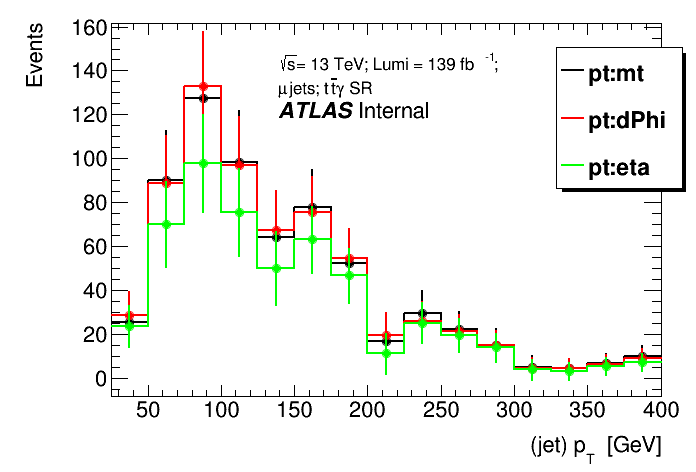 Events
160
140
120
100
80
60
40
20
0
√s= 13 TeV; Lumi = 139 fb ⁻¹;
μjets; tt̄γ SR
ATLAS Internal
pt:mt
pt:dPhi
pt:eta
50 100 150 200 250 300 350 400
(jet) p_T [GeV]